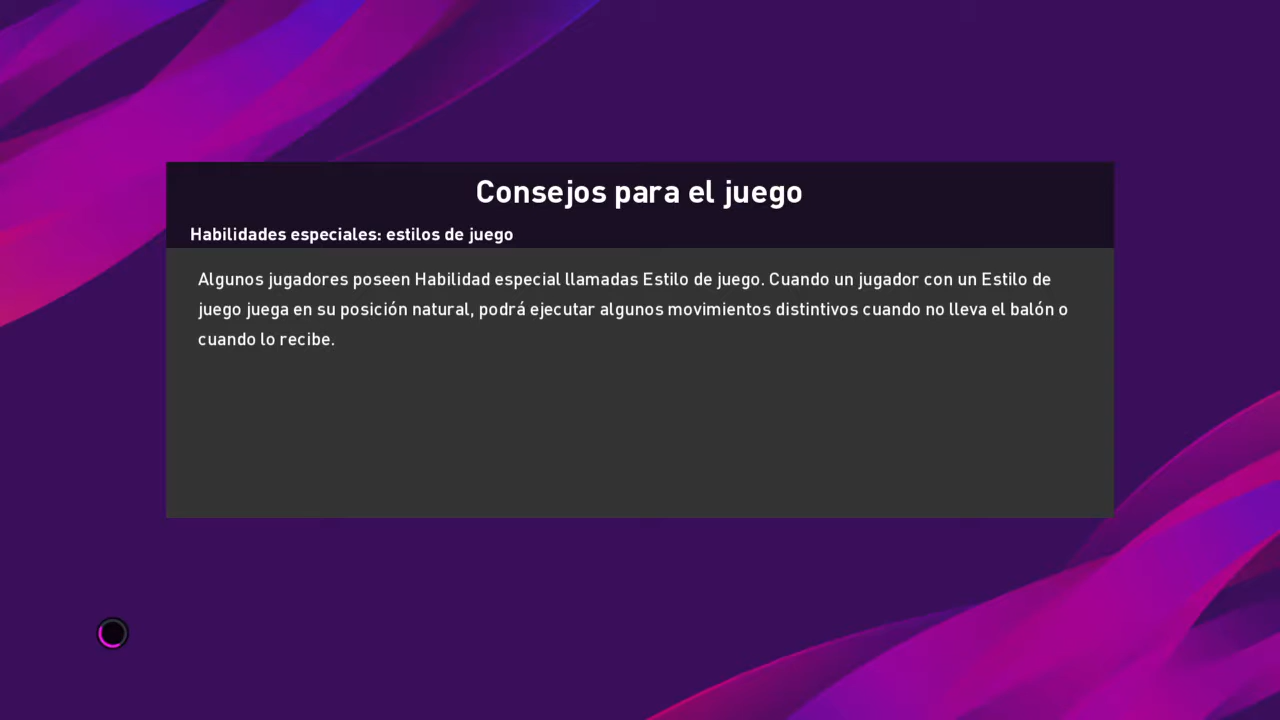 Consejos para el juego
Habilidades especiales: estilos de juego
Algunos jugadores poseen Habilidad especial llamadas Estilo de juego. Cuando un jugador con un Estilo de
juego juega en su posición natural, podrá ejecutar algunos movimientos distintivos cuando no lleva el balón o
cuando lo recibe.